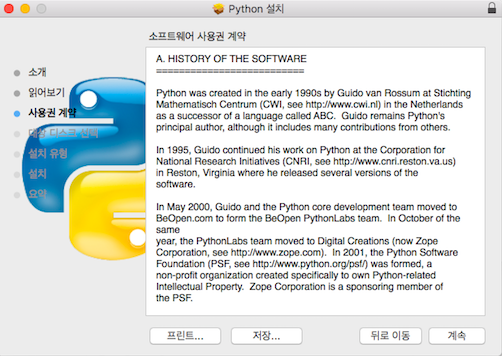 Python 설치
소프트웨어 사용권 계약
소개
읽어보기
사용권 계약
대상 디스크 선택
설치 유형
설치
요약
A. HISTORY OF THE SOFTWARE
==========================
Python was created in the early 1990s by Guido van Rossum at Stichting
Mathematisch Centrum (CWI, see http://www.cwi.nl) in the Netherlands
as a successor of a language called ABC.  Guido remains Python's
principal author, although it includes many contributions from others.
In 1995, Guido continued his work on Python at the Corporation for
National Research Initiatives (CNRI, see http://www.cnri.reston.va.us)
in Reston, Virginia where he released several versions of the
software.
In May 2000, Guido and the Python core development team moved to
BeOpen.com to form the BeOpen PythonLabs team.  In October of the
same
year, the PythonLabs team moved to Digital Creations (now Zope
Corporation, see http://www.zope.com).  In 2001, the Python Software
Foundation (PSF, see http://www.python.org/psf/) was formed, a
non-profit organization created specifically to own Python-related
Intellectual Property.  Zope Corporation is a sponsoring member of
the PSF.
프린트...
저장...
뒤로 이동
계속